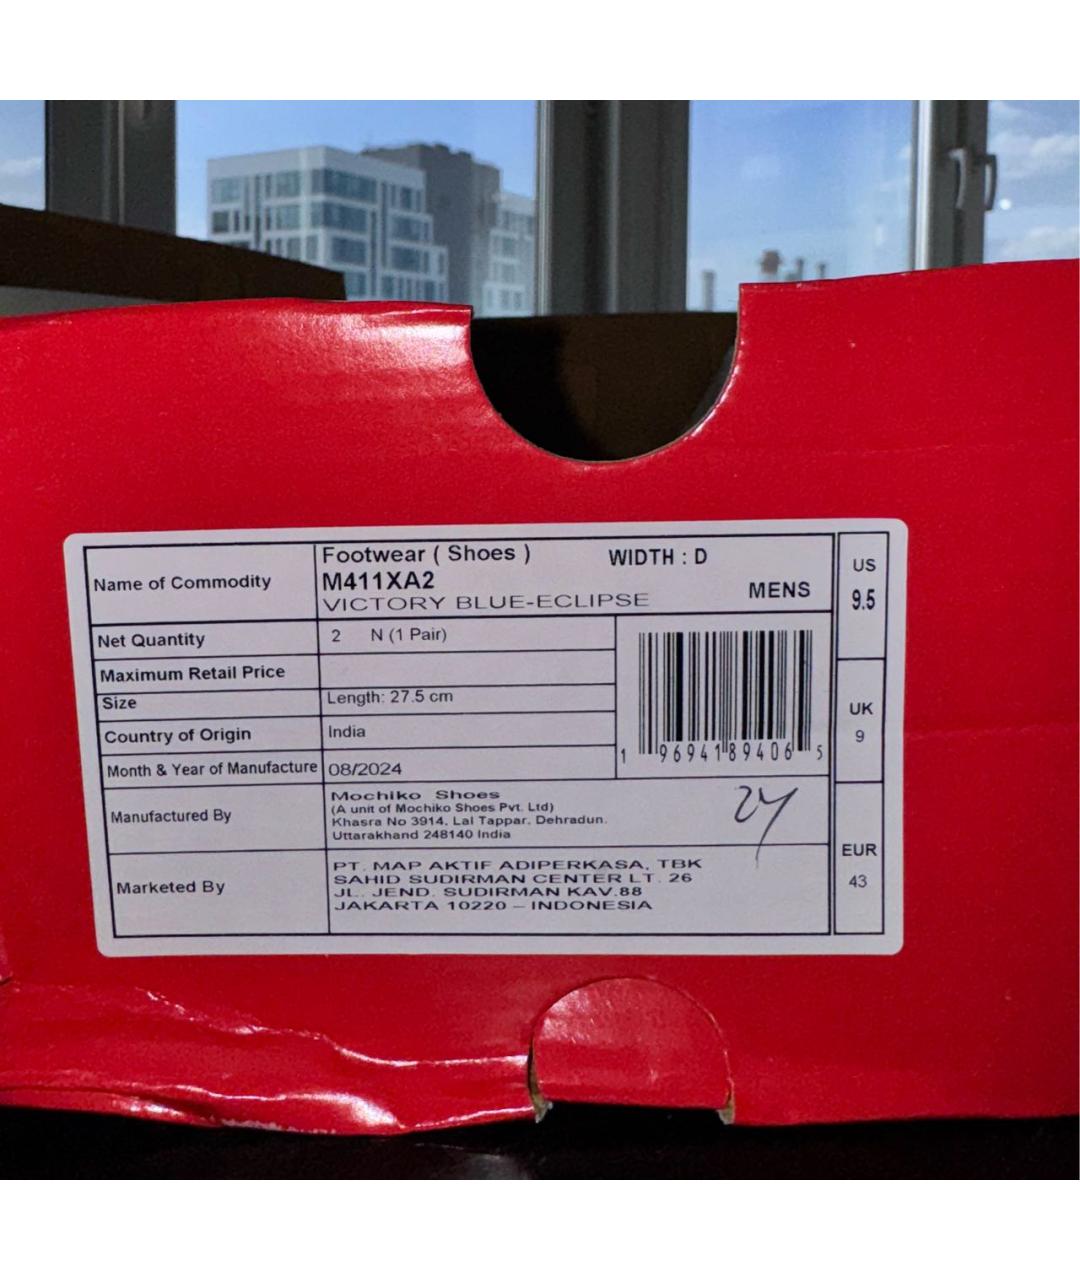 Name of Commodity
Footwear ( Shoes ) WIDTH : D
M411XA2
MENS
VICTORY BLUE-ECLIPSE
Net Quantity 2 N (1 Pair)
Maximum Retail Price
Size Length: 27.5 cm
Country of Origin India
Month & Year of Manufacture 08/2024
1 96941 89406 5
Manufactured By
Mochiko Shoes
(A unit of Mochiko Shoes Pvt. Ltd)
Khasra No 3914, Lal Tappar, Dehradun.
Uttarakhand 248140 India
Marketed By
PT. MAP AKTIF ADIPERKASA, TBK
SAHID SUDIRMAN CENTER LT. 26
JL. JEND. SUDIRMAN KAV.88
JAKARTA 10220 – INDONESIA
US
9.5
UK
9
EUR
43